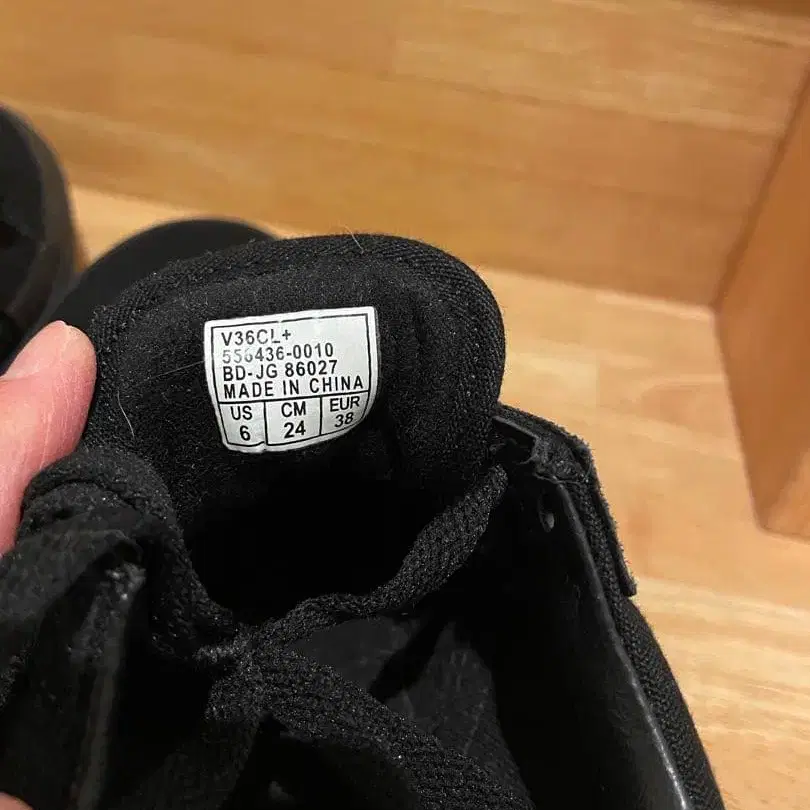 V36CL+
556436-0010
BD-JG 86027
MADE IN CHINA
US CM EUR
6 24 38